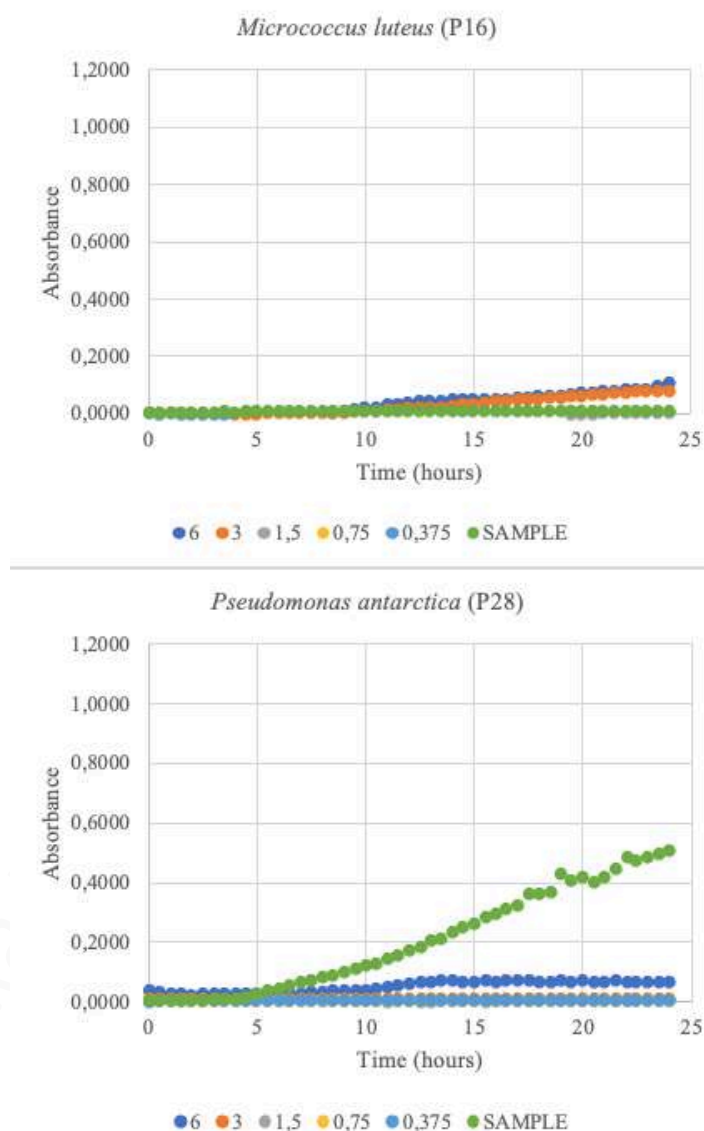 Micrococcus luteus (P16)
1,2000
1,0000
0,8000
0,6000
0,4000
0,2000
0,0000
Absorbance
0 5 10 15 20 25
Time (hours)
6 3 1,5 0,75 0,375 SAMPLE
Pseudomonas antarctica (P28)
1,2000
1,0000
0,8000
0,6000
0,4000
0,2000
0,0000
Absorbance
0 5 10 15 20 25
Time (hours)
6 3 1,5 0,75 0,375 SAMPLE